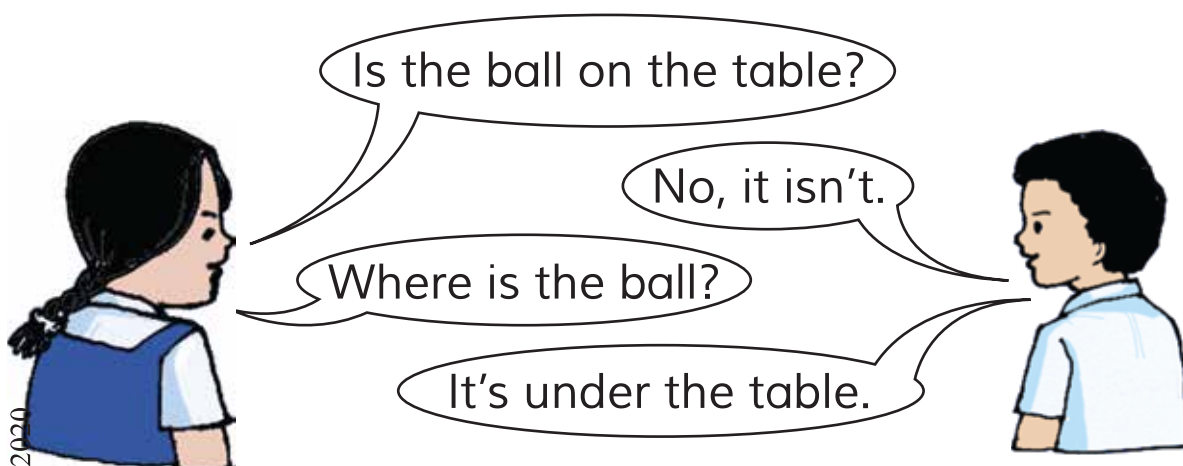 Is the ball on the table?
No, it isn’t.
Where is the ball?
It’s under the table.
2020